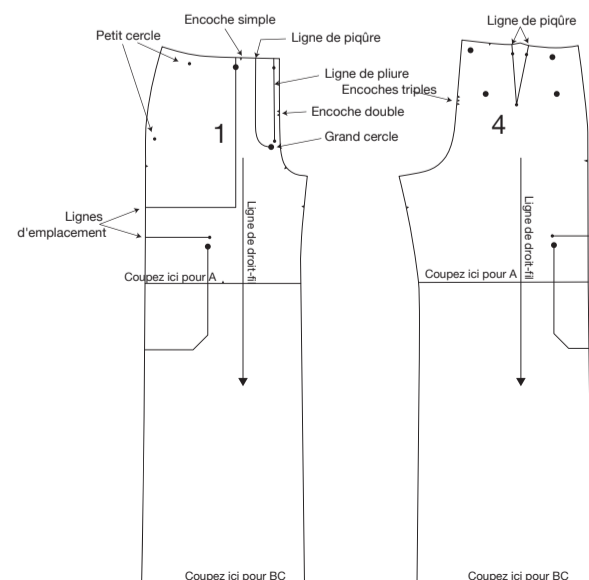 Encoche simple
Petit cercle
Ligne de piqûre
Ligne de pliure
Encoches triples
Encoche double
Grand cercle
1
Lignes
d'emplacement
Ligne de droit-fil
Coupez ici pour A
Coupez ici pour BC
Ligne de piqûre
4
Ligne de droit-fil
Coupez ici pour A
Coupez ici pour BC